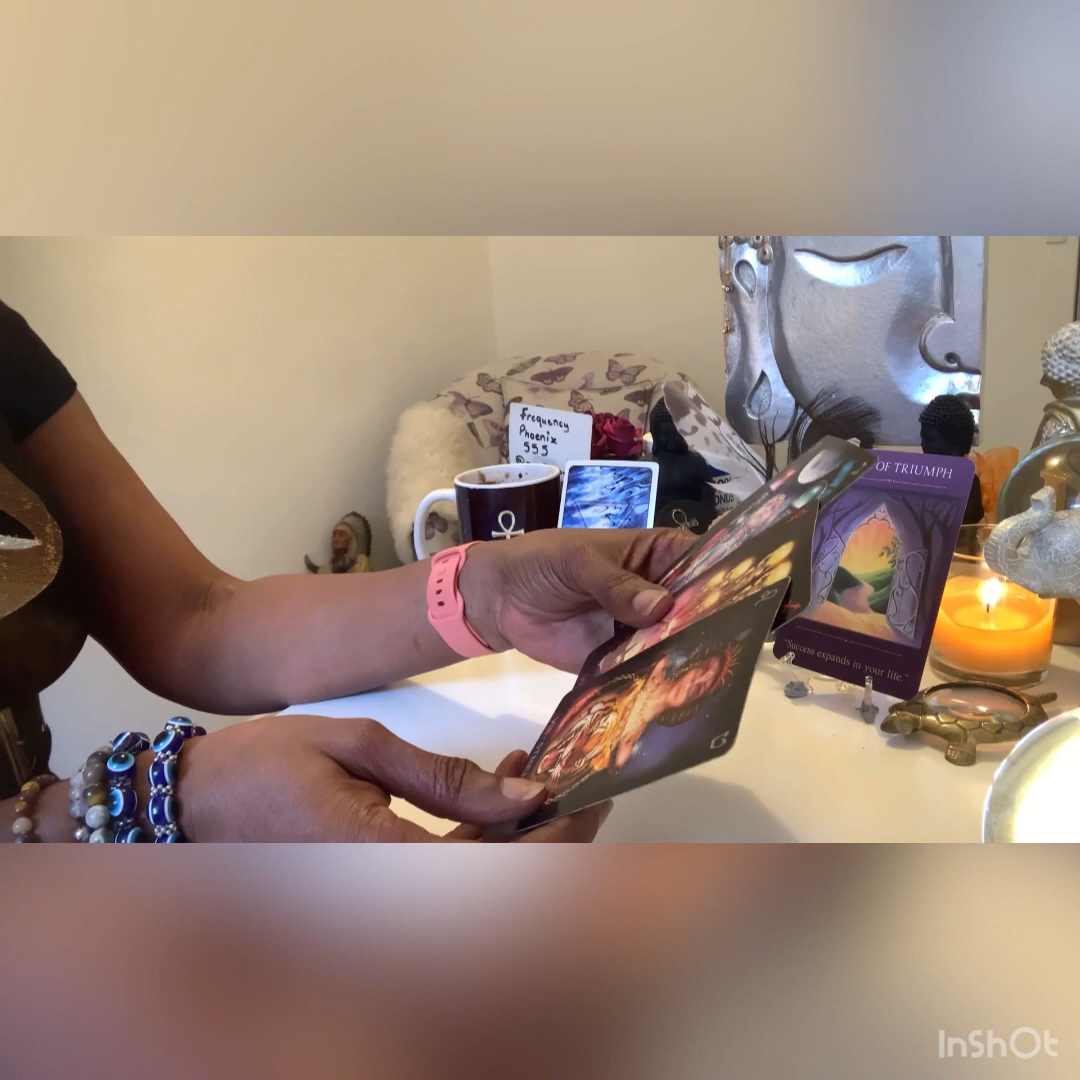 Frequency
Phoenix
555
OF TRIUMPH
"Success expands in your life."
InShOt